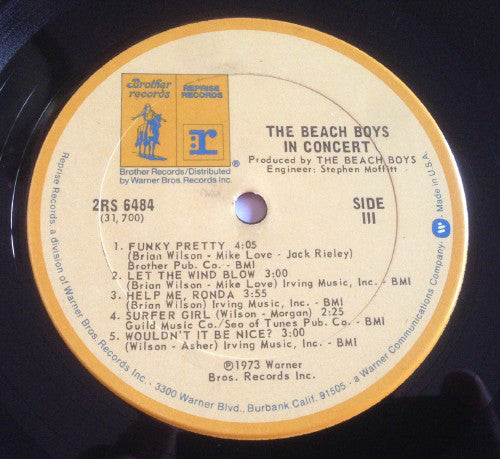 Brother
records
REPRISE
RECORDS
r
®
Brother Records/Distributed
by Warner Bros. Records Inc.
THE BEACH BOYS
IN CONCERT
Produced by THE BEACH BOYS
Engineer: Stephen Moffitt
2RS 6484
(31,700)
SIDE
III
1. FUNKY PRETTY 4:05
(Brian Wilson - Mike Love - Jack Rieley)
Brother Pub. Co. - BMI
2. LET THE WIND BLOW 3:00
(Brian Wilson - Mike Love) Irving Music, Inc. - BMI
3. HELP ME, RONDA 3:55
(Brian Wilson) Irving Music, Inc. - BMI
4. SURFER GIRL (Wilson - Morgan) 2:25
Guild Music Co./Sea of Tunes Pub. Co. - BMI
5. WOULDN'T IT BE NICE? 3:00
(Wilson - Asher) Irving Music, Inc. - BMI
℗©1973 Warner
Bros. Records Inc.
Reprise Records, a division of Warner Bros. Records Inc. - 3300 Warner Blvd., Burbank Calif. 91505 - a Warner Communications Company. W Made in U.S.A.